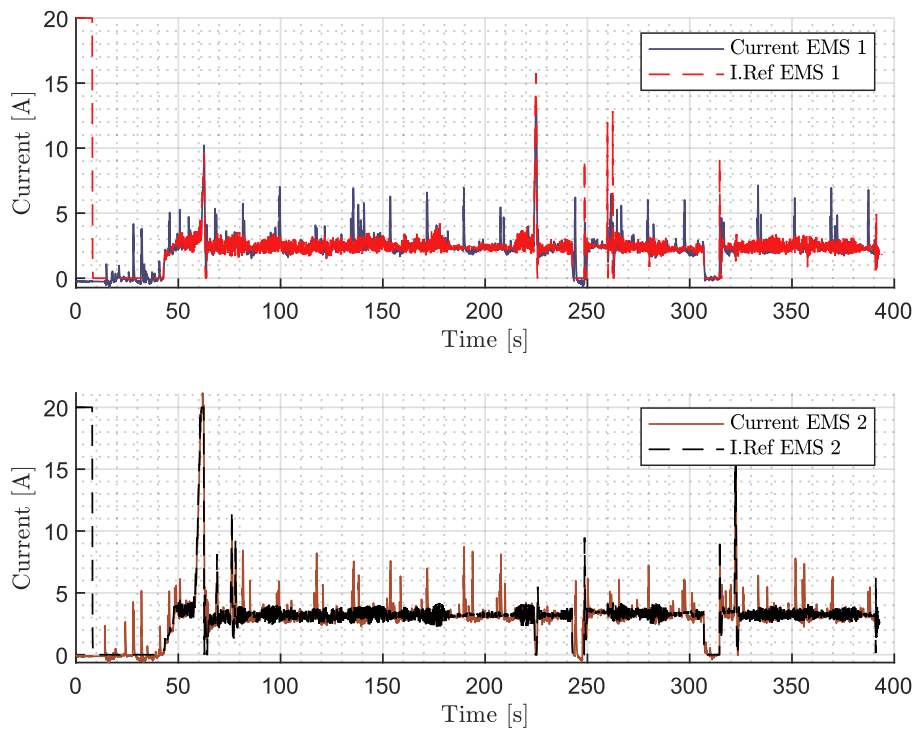 20
15
10
5
0
Current [A]
Current EMS 1
I.Ref EMS 1
0 50 100 150 200 250 300 350 400
Time [s]
20
15
10
5
0
Current [A]
Current EMS 2
I.Ref EMS 2
0 50 100 150 200 250 300 350 400
Time [s]